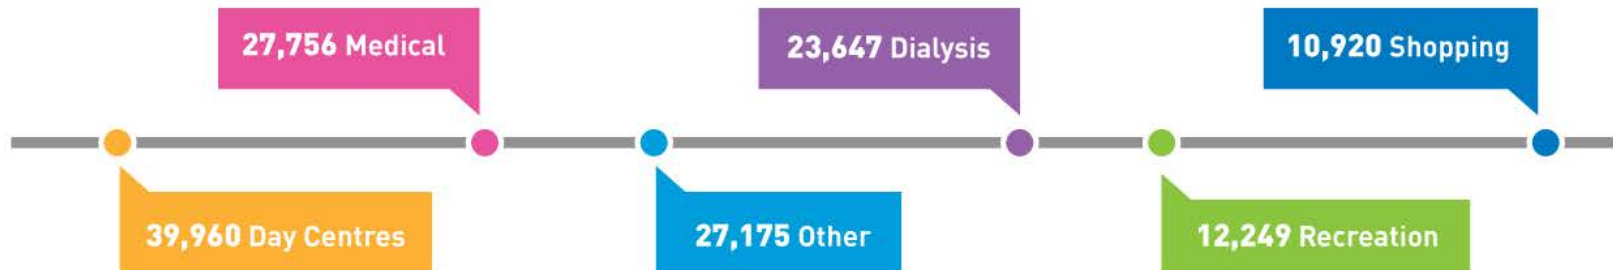 27,756 Medical
23,647 Dialysis
10,920 Shopping
39,960 Day Centres
27,175 Other
12,249 Recreation